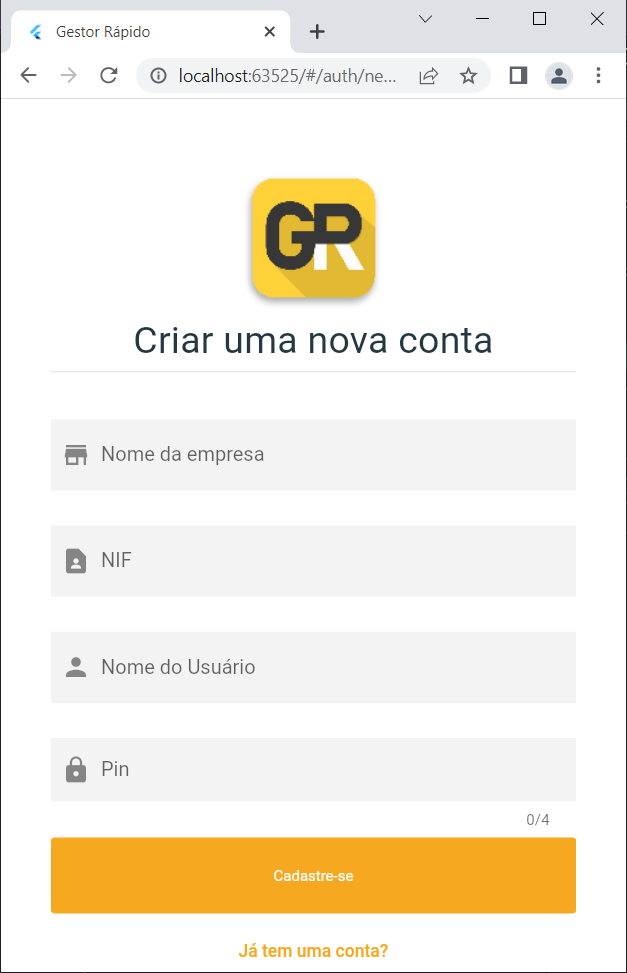 Gestor Rápido
localhost:63525/#/auth/ne...
GR
Criar uma nova conta
Nome da empresa
NIF
Nome do Usuário
Pin
0/4
Cadastre-se
Já tem uma conta?